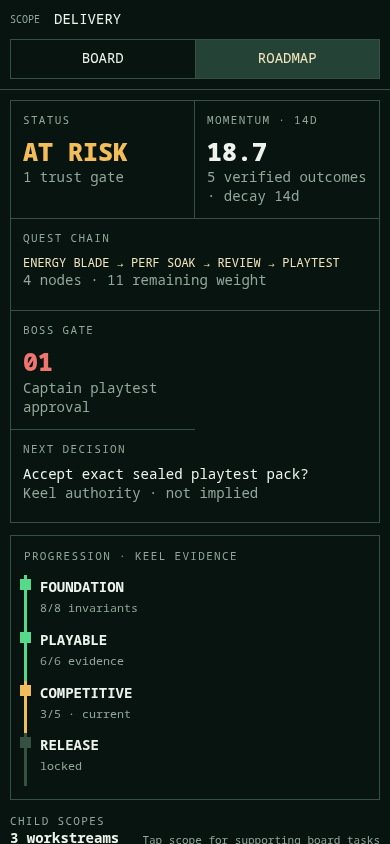 SCOPE DELIVERY
BOARD ROADMAP
STATUS
AT RISK
1 trust gate
MOMENTUM · 14D
18.7
5 verified outcomes
· decay 14d
QUEST CHAIN
ENERGY BLADE → PERF SOAK → REVIEW → PLAYTEST
4 nodes · 11 remaining weight
BOSS GATE
01
Captain playtest
approval
NEXT DECISION
Accept exact sealed playtest pack?
Keel authority · not implied
PROGRESSION · KEEL EVIDENCE
FOUNDATION
8/8 invariants
PLAYABLE
6/6 evidence
COMPETITIVE
3/5 · current
RELEASE
locked
CHILD SCOPES
3 workstreams Tap scope for supporting board tasks